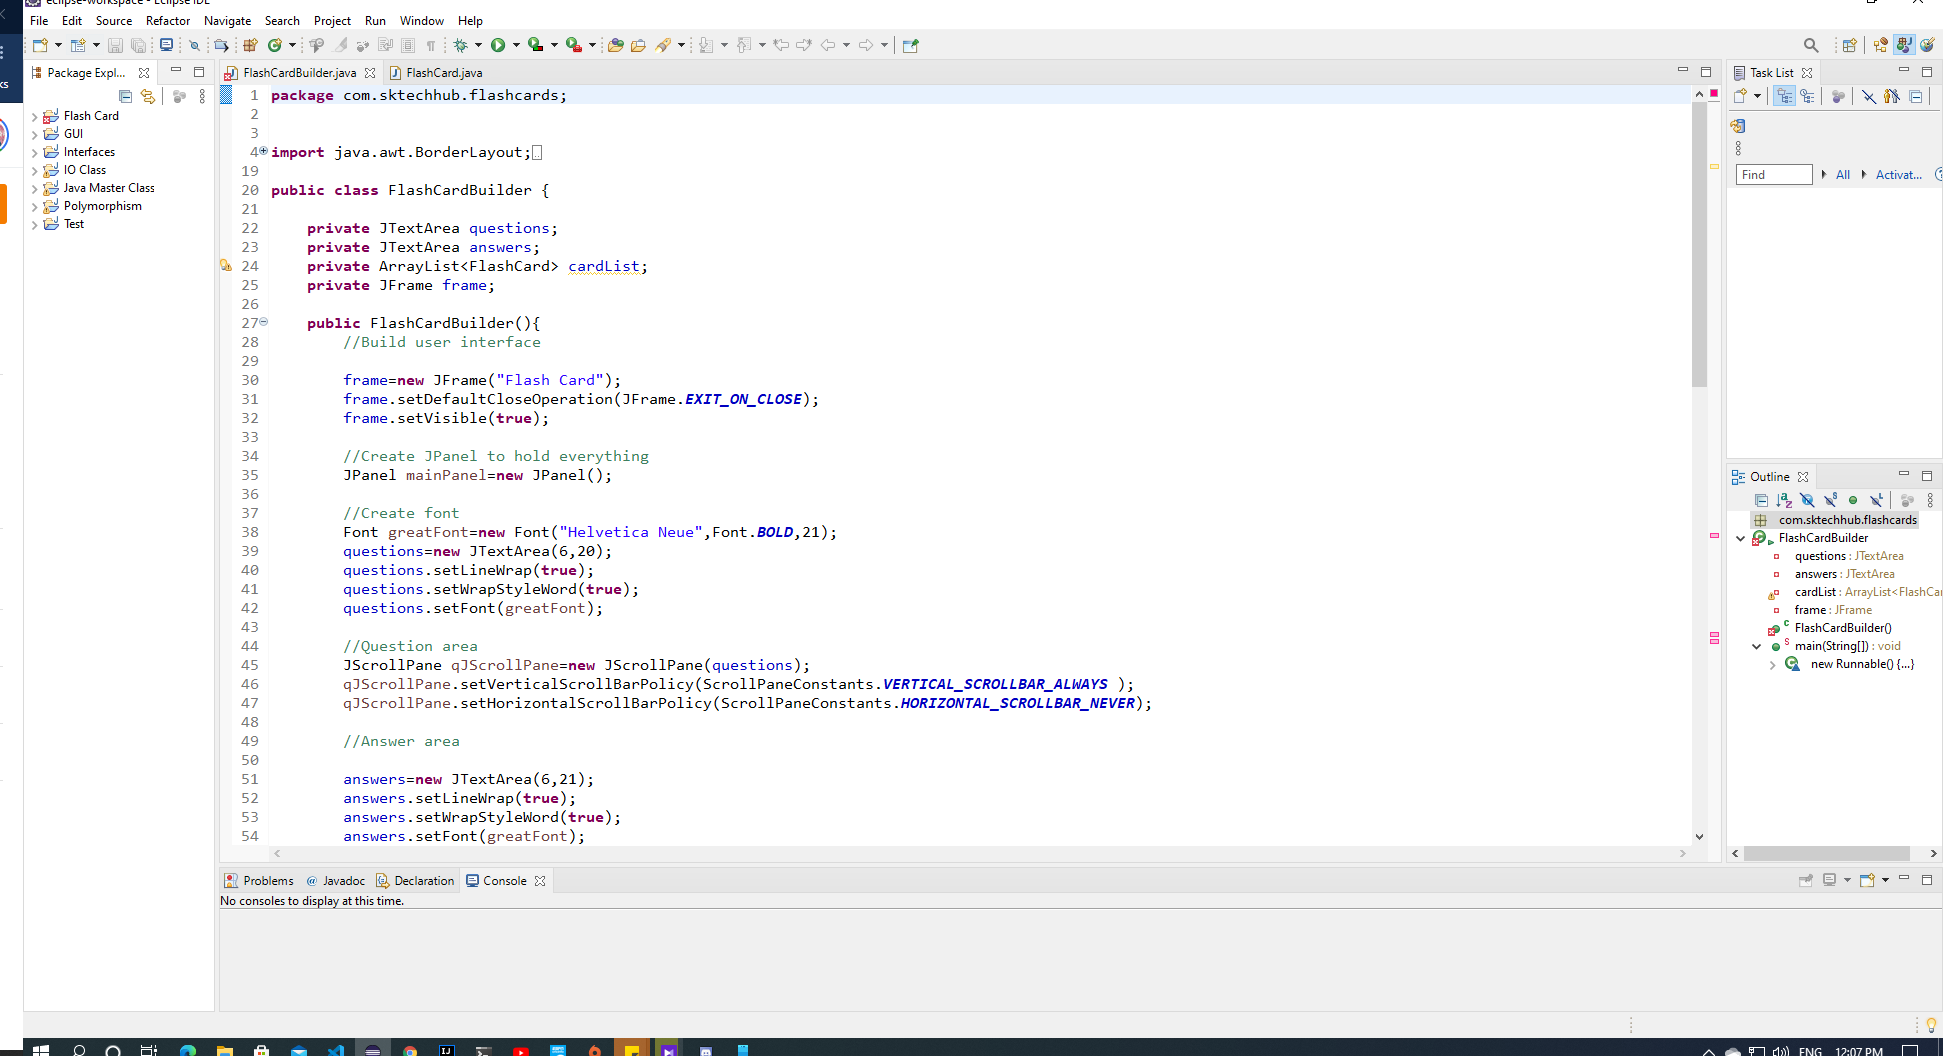 eclipse-workspace - Eclipse IDE
File Edit Source Refactor Navigate Search Project Run Window Help
Package Expl...
Flash Card
GUI
Interfaces
IO Class
Java Master Class
Polymorphism
Test
FlashCardBuilder.java FlashCard.java
1 package com.sktechhub.flashcards;
2
3
4 import java.awt.BorderLayout;
19
20 public class FlashCardBuilder {
21
22 private JTextArea questions;
23 private JTextArea answers;
24 private ArrayList<FlashCard> cardList;
25 private JFrame frame;
26
27 public FlashCardBuilder(){
28 //Build user interface
29
30 frame=new JFrame("Flash Card");
31 frame.setDefaultCloseOperation(JFrame.EXIT_ON_CLOSE);
32 frame.setVisible(true);
33
34 //Create JPanel to hold everything
35 JPanel mainPanel=new JPanel();
36
37 //Create font
38 Font greatFont=new Font("Helvetica Neue",Font.BOLD,21);
39 questions=new JTextArea(6,20);
40 questions.setLineWrap(true);
41 questions.setWrapStyleWord(true);
42 questions.setFont(greatFont);
43
44 //Question area
45 JScrollPane qJScrollPane=new JScrollPane(questions);
46 qJScrollPane.setVerticalScrollBarPolicy(ScrollPaneConstants.VERTICAL_SCROLLBAR_ALWAYS );
47 qJScrollPane.setHorizontalScrollBarPolicy(ScrollPaneConstants.HORIZONTAL_SCROLLBAR_NEVER);
48
49 //Answer area
50
51 answers=new JTextArea(6,21);
52 answers.setLineWrap(true);
53 answers.setWrapStyleWord(true);
54 answers.setFont(greatFont);
Task List
Find All Activat...
Outline
com.sktechhub.flashcards
FlashCardBuilder
questions : JTextArea
answers : JTextArea
cardList : ArrayList<FlashCar
frame : JFrame
FlashCardBuilder()
main(String[]) : void
new Runnable() {...}
Problems @ Javadoc Declaration Console
No consoles to display at this time.
ENG 12:07 PM